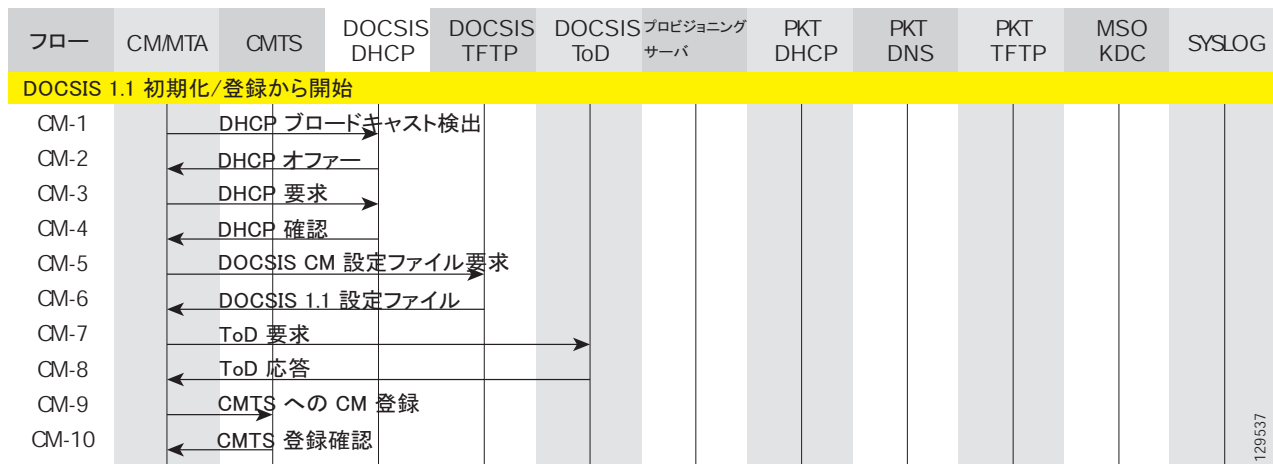 フロー CM/MTA CMTS DOCSIS DHCP DOCSIS TFTP DOCSIS ToD プロビジョニング サーバ PKT DHCP PKT DNS PKT TFTP MSO KDC SYSLOG
DOCSIS 1.1 初期化/登録から開始
CM-1 DHCP ブロードキャスト検出
CM-2 DHCP オファー
CM-3 DHCP 要求
CM-4 DHCP 確認
CM-5 DOCSIS CM 設定ファイル要求
CM-6 DOCSIS 1.1 設定ファイル
CM-7 ToD 要求
CM-8 ToD 応答
CM-9 CMTS への CM 登録
CM-10 CMTS 登録確認
129537